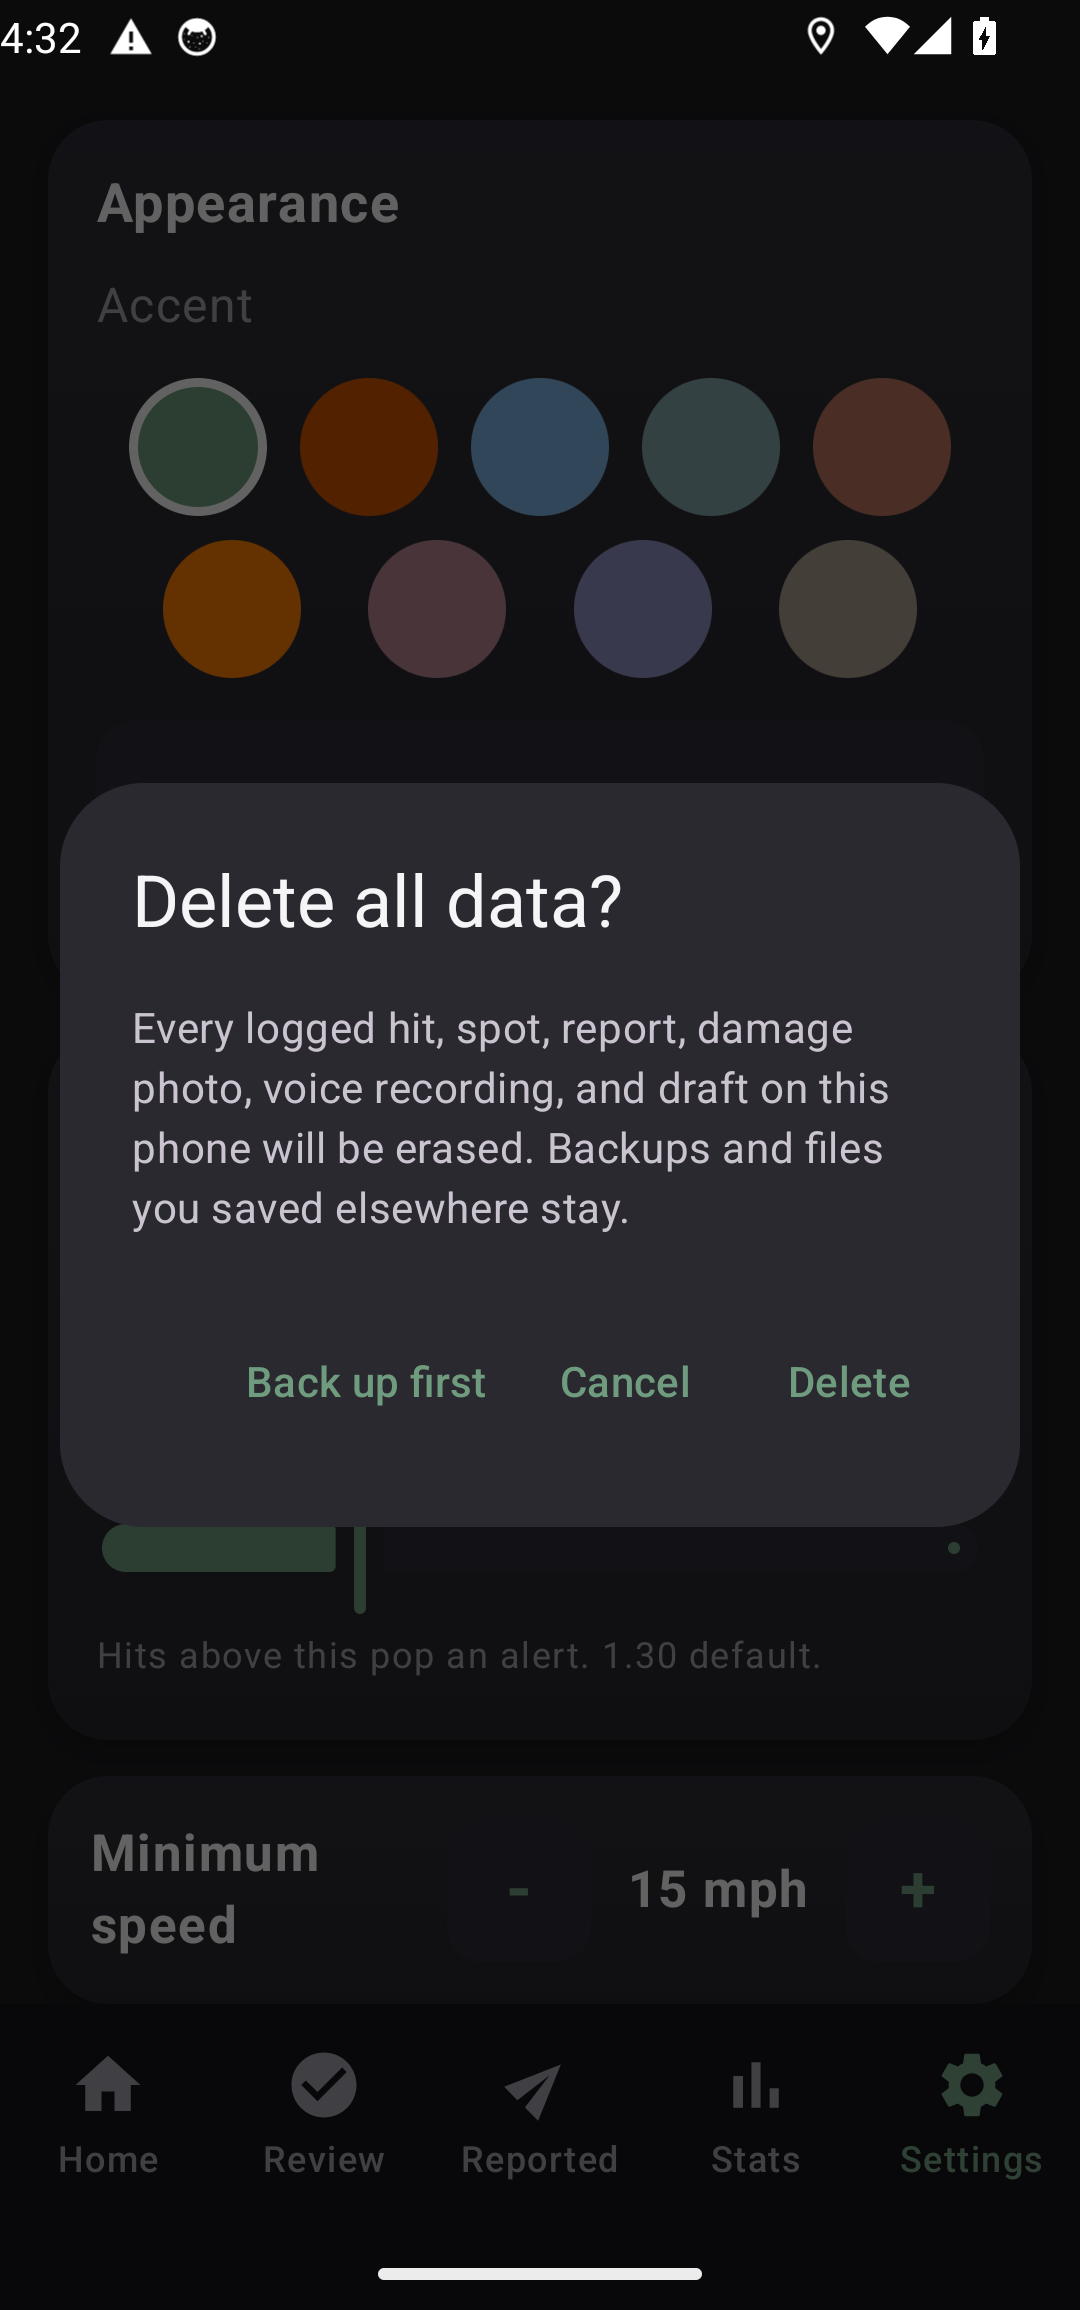 4:32
Appearance
Accent
Delete all data?
Every logged hit, spot, report, damage
photo, voice recording, and draft on this
phone will be erased. Backups and files
you saved elsewhere stay.
Back up first Cancel Delete
Hits above this pop an alert. 1.30 default.
Minimum
speed
- 15 mph +
Home Review Reported Stats Settings